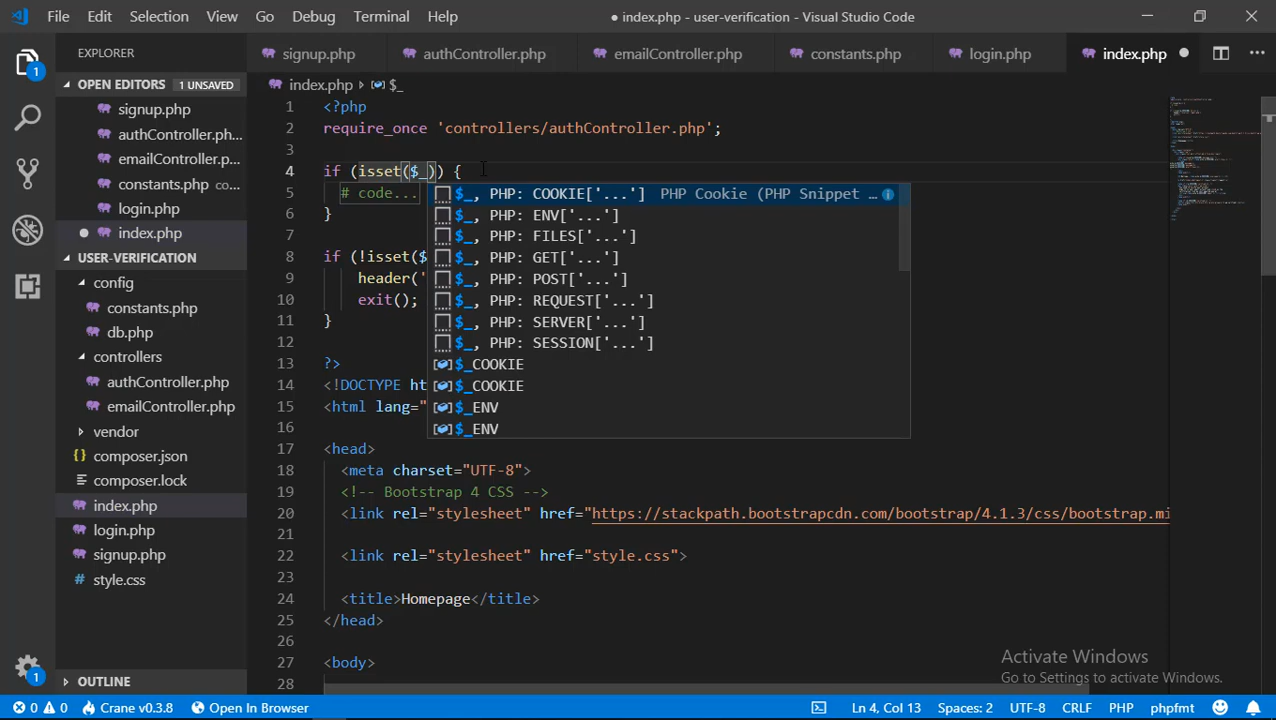 File Edit Selection View Go Debug Terminal Help
● index.php - user-verification - Visual Studio Code
EXPLORER
signup.php authController.php emailController.php constants.php login.php index.php
OPEN EDITORS 1 UNSAVED
signup.php
authController.ph...
emailController.ph...
constants.php co...
login.php
index.php
USER-VERIFICATION
config
constants.php
db.php
controllers
authController.php
emailController.php
vendor
composer.json
composer.lock
index.php
login.php
signup.php
style.css
OUTLINE
index.php > $_
1 <?php
2 require_once 'controllers/authController.php';
3
4 if (isset($_)) {
5 # code...
6 }
7
8 if (!isset($
9 header('
10 exit();
11 }
12
13 ?>
14 <!DOCTYPE ht
15 <html lang="
16
17 <head>
18 <meta charset="UTF-8">
19 <!-- Bootstrap 4 CSS -->
20 <link rel="stylesheet" href="https://stackpath.bootstrapcdn.com/bootstrap/4.1.3/css/bootstrap.mi
21
22 <link rel="stylesheet" href="style.css">
23
24 <title>Homepage</title>
25 </head>
26
27 <body>
28
$_, PHP: COOKIE['...'] PHP Cookie (PHP Snippet …
$_, PHP: ENV['...']
$_, PHP: FILES['...']
$_, PHP: GET['...']
$_, PHP: POST['...']
$_, PHP: REQUEST['...']
$_, PHP: SERVER['...']
$_, PHP: SESSION['...']
$_COOKIE
$_COOKIE
$_ENV
$_ENV
Activate Windows
Go to Settings to activate Windows.
1
1
0 0 Crane v0.3.8 Open In Browser Ln 4, Col 13 Spaces: 2 UTF-8 CRLF PHP phpfmt 1